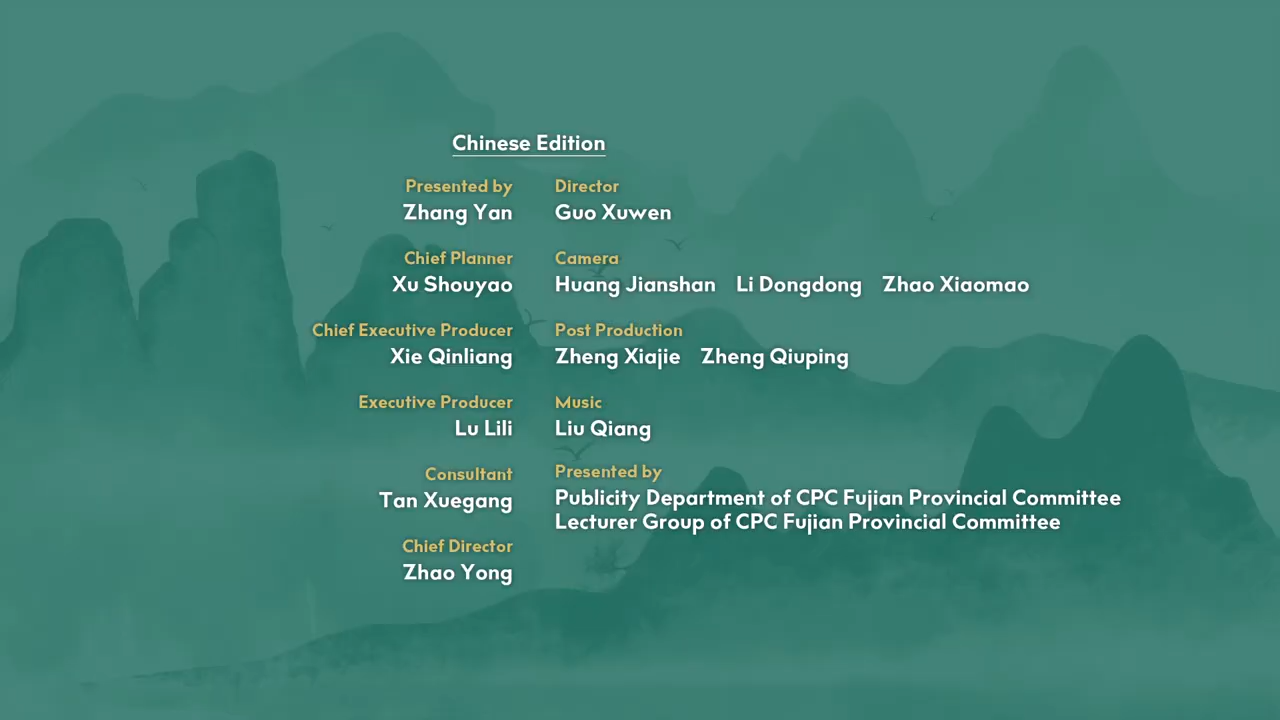 Chinese Edition
Presented by
Zhang Yan
Chief Planner
Xu Shouyao
Chief Executive Producer
Xie Qinliang
Executive Producer
Lu Lili
Consultant
Tan Xuegang
Chief Director
Zhao Yong
Director
Guo Xuwen
Camera
Huang Jianshan Li Dongdong Zhao Xiaomao
Post Production
Zheng Xiajie Zheng Qiuping
Music
Liu Qiang
Presented by
Publicity Department of CPC Fujian Provincial Committee
Lecturer Group of CPC Fujian Provincial Committee